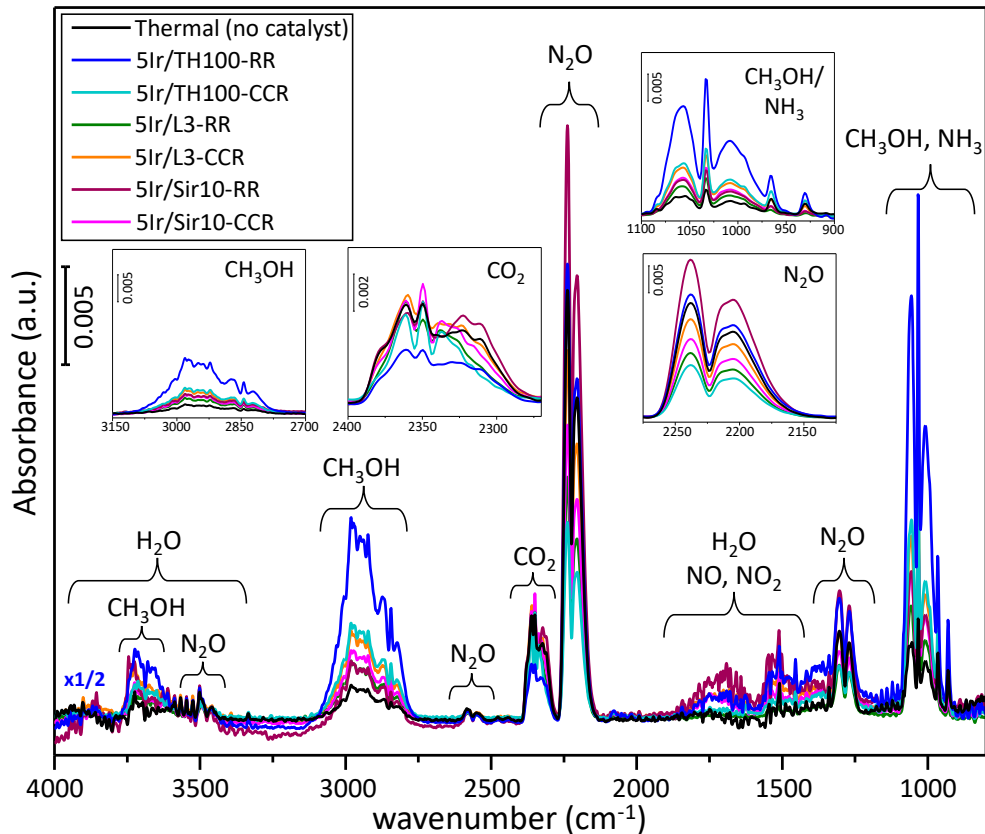 Thermal (no catalyst)
5Ir/TH100-RR
5Ir/TH100-CCR
5Ir/L3-RR
5Ir/L3-CCR
5Ir/Sir10-RR
5Ir/Sir10-CCR
N₂O
0.005
CH₃OH/
NH₃
1100 1050 1000 950 900
CH₃OH, NH₃
0.005
0.005
CH₃OH
3150 3000 2850 2700
0.002
CO₂
2400 2350 2300
0.005
N₂O
2250 2200 2150
H₂O
CH₃OH
N₂O
x1/2
CH₃OH
N₂O
CO₂
H₂O
NO, NO₂
N₂O
Absorbance (a.u.)
4000 3500 3000 2500 2000 1500 1000
wavenumber (cm⁻¹)